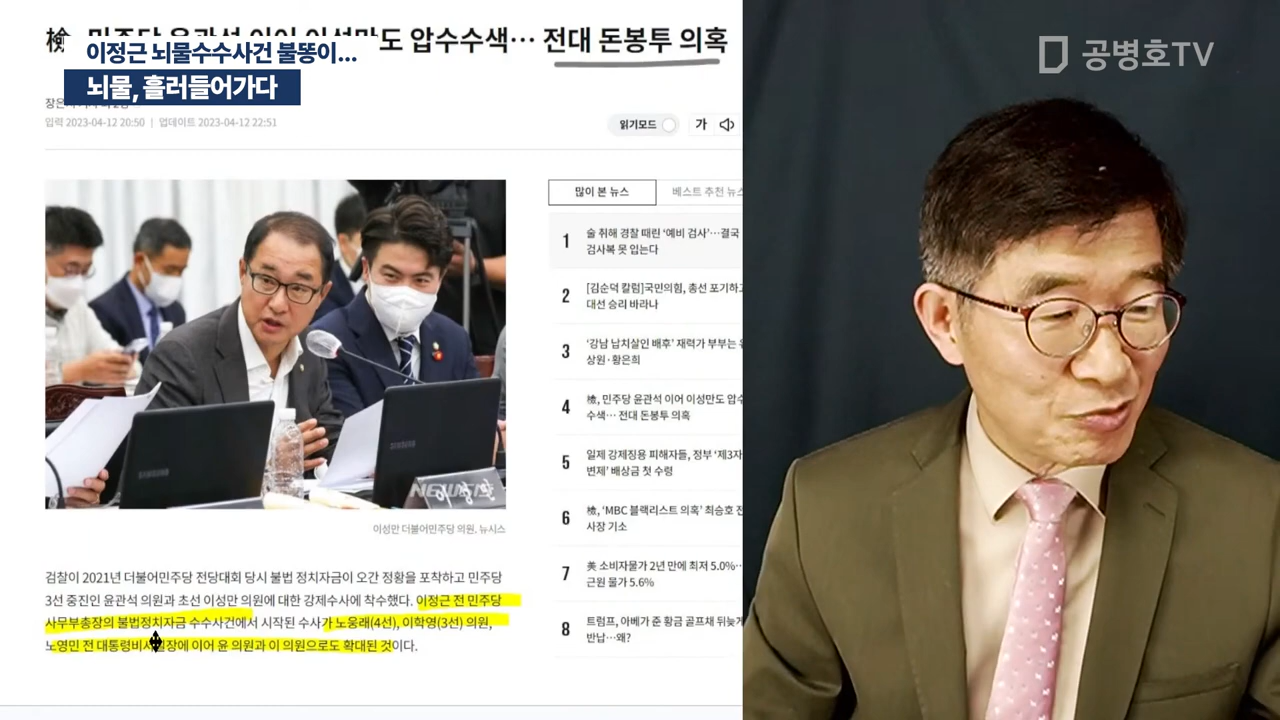 檢, 민주당 윤관석 이어 이성만도 압수수색… 전대 돈봉투 의혹
이정근 뇌물수수사건 불똥이...
뇌물, 흘러들어가다
공병호TV
입력 2023-04-12 20:50 | 업데이트 2023-04-12 22:51
읽기모드
가
많이 본 뉴스
베스트 추천 뉴스
1 술 취해 경찰 때린 ‘예비 검사’…결국
검사복 못 입는다
2 [김순덕 칼럼]국민의힘, 총선 포기하고
대선 승리 바라나
3 ‘강남 납치살인 배후’ 재력가 부부는
상원·황은희
4 檢, 민주당 윤관석 이어 이성만도 압수
수색… 전대 돈봉투 의혹
5 일제 강제징용 피해자들, 정부 ‘제3자
변제’ 배상금 첫 수령
6 檢, ‘MBC 블랙리스트 의혹’ 최승호 전
사장 기소
7 美 소비자물가 2년 만에 최저 5.0%…
근원 물가 5.6%
8 트럼프, 아베가 준 황금 골프채 뒤늦게
반납…왜?
SAMSUNG
SAMSUNG
NEWSIS
이성만
이성만 더불어민주당 의원. 뉴시스
검찰이 2021년 더불어민주당 전당대회 당시 불법 정치자금이 오간 정황을 포착하고 민주당
3선 중진인 윤관석 의원과 초선 이성만 의원에 대한 강제수사에 착수했다. 이정근 전 민주당
사무부총장의 불법정치자금 수수사건에서 시작된 수사가 노웅래(4선), 이학영(3선) 의원,
노영민 전 대통령비서실장에 이어 윤 의원과 이 의원으로도 확대된 것이다.